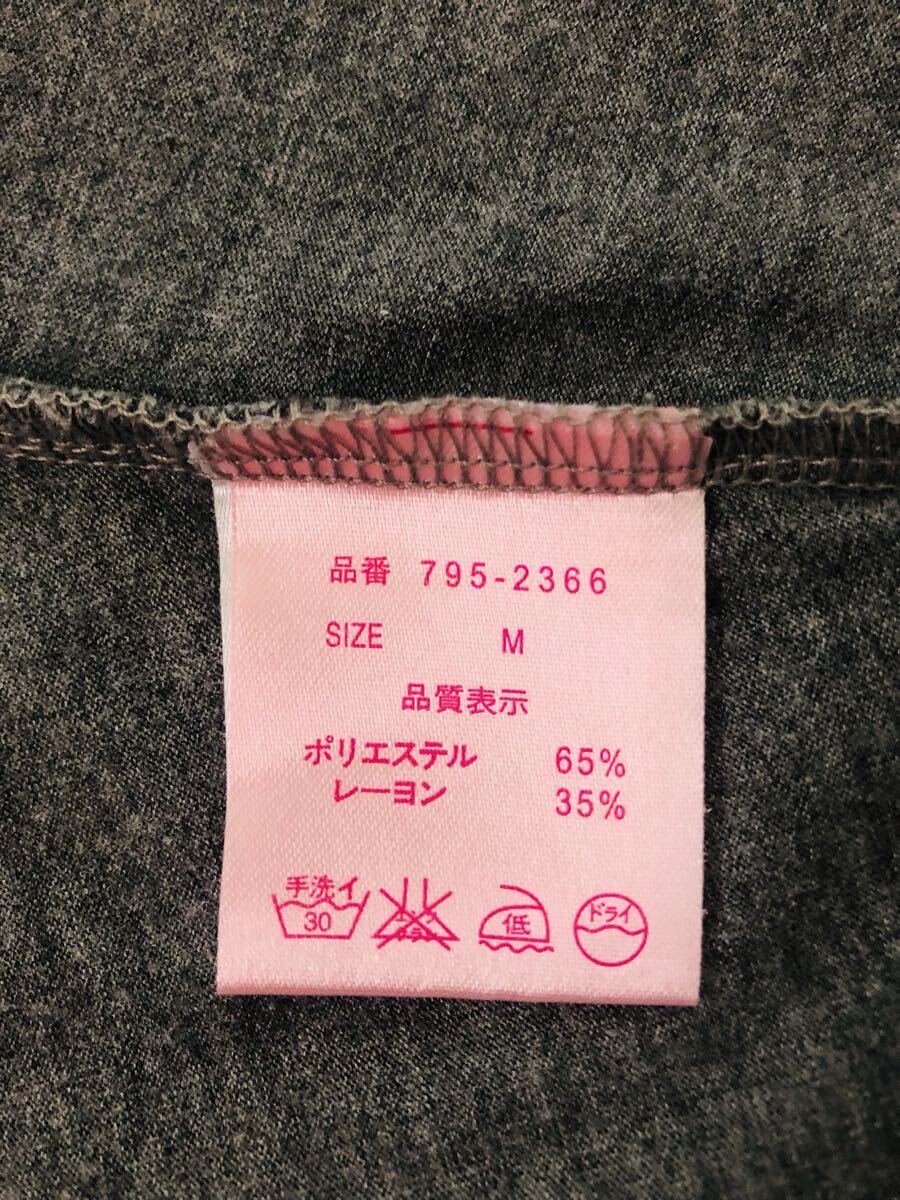 品番 795-2366
SIZE M
品質表示
ポリエステル 65%
レーヨン 35%
手洗イ 30
低
ドライ